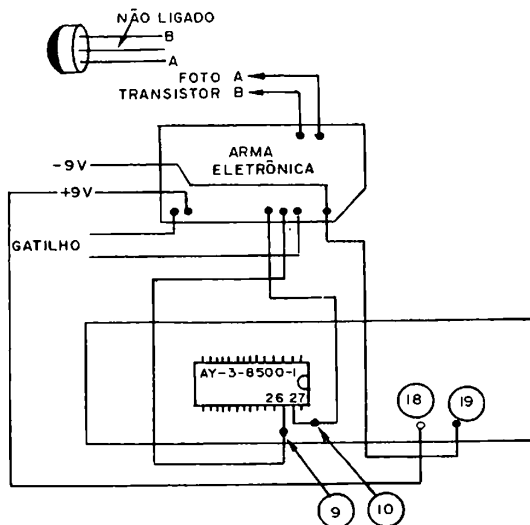 NÃO LIGADO
B
A
FOTO A
TRANSISTOR B
ARMA
ELETRÔNICA
-9V
+9V
GATILHO
AY-3-8500-1
26 27
18
19
9
10